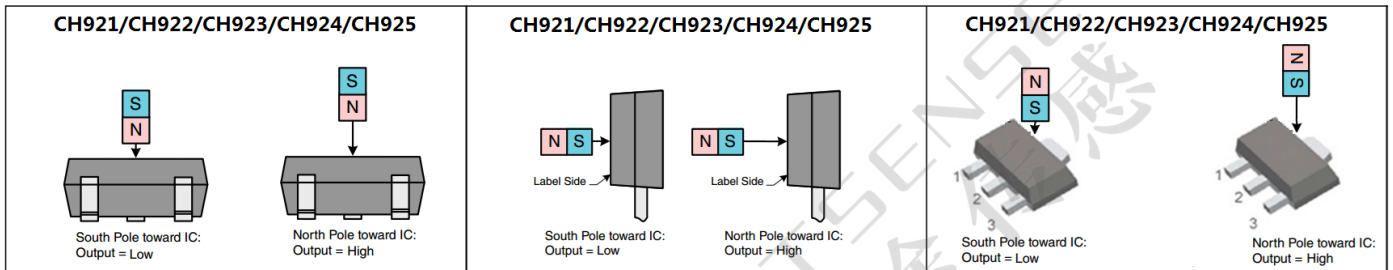 CH921/CH922/CH923/CH924/CH925
S
N
S
N
South Pole toward IC:
Output = Low
North Pole toward IC:
Output = High
CH921/CH922/CH923/CH924/CH925
N S
Label Side
N S
Label Side
South Pole toward IC:
Output = Low
North Pole toward IC:
Output = High
CH921/CH922/CH923/CH924/CH925
N
S
N
S
1
2
3
1
2
3
South Pole toward IC:
Output = Low
North Pole toward IC:
Output = High